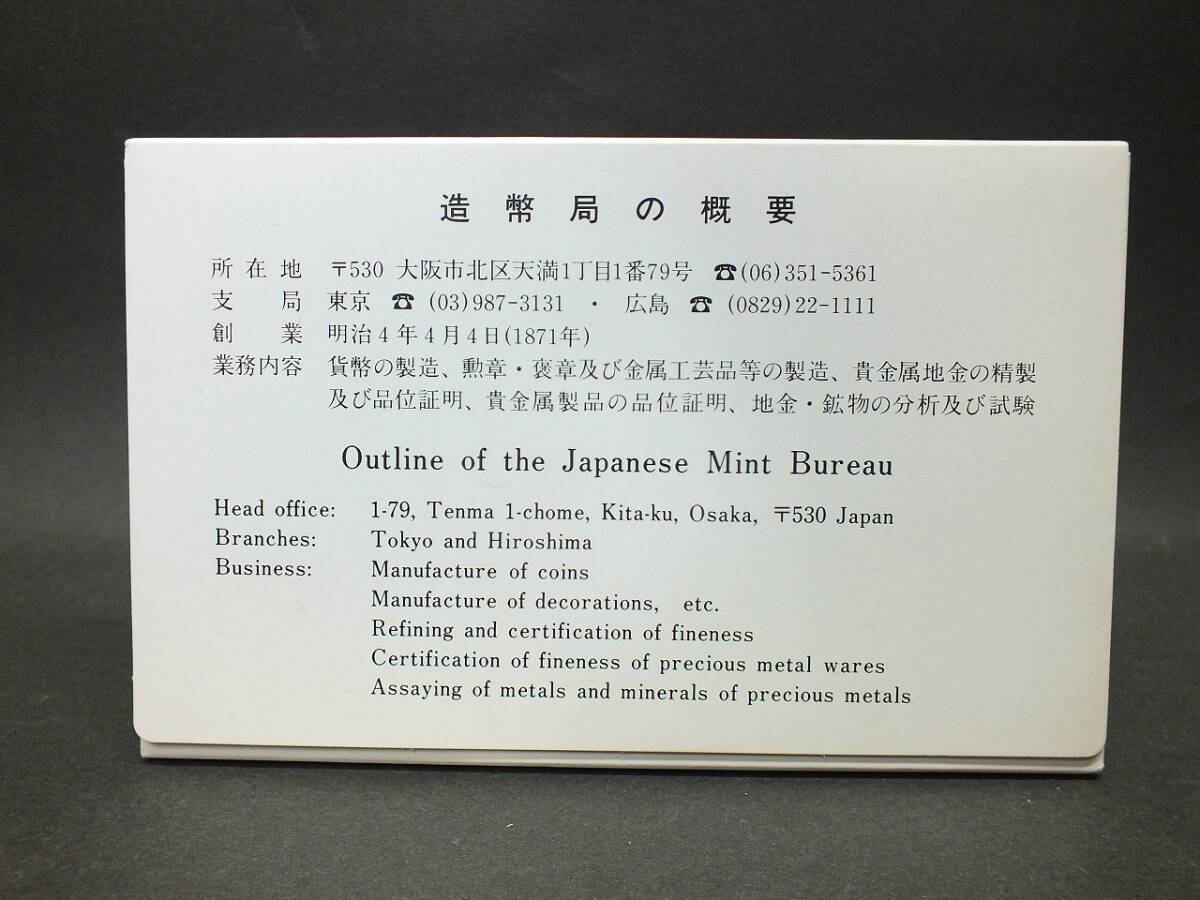 造幣局の概要
所在地 〒530 大阪市北区天満1丁目1番79号 ☎(06)351-5361
支局 東京 ☎ (03)987-3131 ・ 広島 ☎ (0829)22-1111
創業 明治4年4月4日(1871年)
業務内容 貨幣の製造、勲章・褒章及び金属工芸品等の製造、貴金属地金の精製
及び品位証明、貴金属製品の品位証明、地金・鉱物の分析及び試験
Outline of the Japanese Mint Bureau
Head office: 1-79, Tenma 1-chome, Kita-ku, Osaka, 〒530 Japan
Branches: Tokyo and Hiroshima
Business: Manufacture of coins
Manufacture of decorations, etc.
Refining and certification of fineness
Certification of fineness of precious metal wares
Assaying of metals and minerals of precious metals